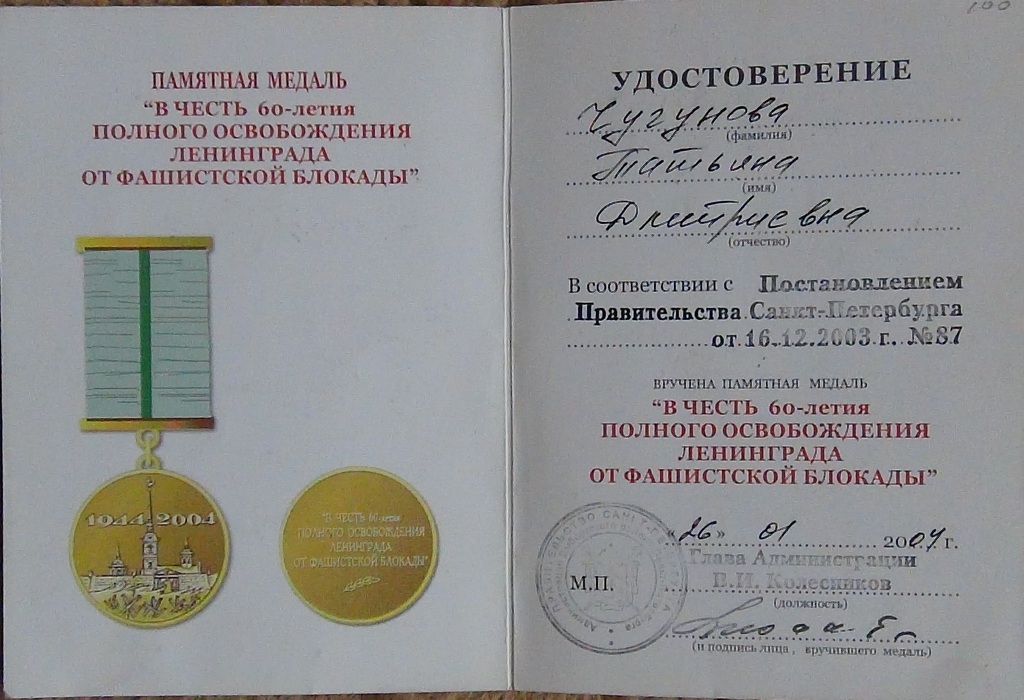 ПАМЯТНАЯ МЕДАЛЬ
“В ЧЕСТЬ 60-летия
ПОЛНОГО ОСВОБОЖДЕНИЯ
ЛЕНИНГРАДА
ОТ ФАШИСТСКОЙ БЛОКАДЫ”
1944 2004
“В ЧЕСТЬ 60-летия
ПОЛНОГО ОСВОБОЖДЕНИЯ
ЛЕНИНГРАДА
ОТ ФАШИСТСКОЙ БЛОКАДЫ”
УДОСТОВЕРЕНИЕ
Чугунова
(фамилия)
Татьяна
(имя)
Дмитриевна
(отчество)
В соответствии с Постановлением
Правительства Санкт-Петербурга
от 16.12.2003 г. №87
ВРУЧЕНА ПАМЯТНАЯ МЕДАЛЬ
“В ЧЕСТЬ 60-летия
ПОЛНОГО ОСВОБОЖДЕНИЯ
ЛЕНИНГРАДА
ОТ ФАШИСТСКОЙ БЛОКАДЫ”
“26” 01 2004 г.
Глава Администрации
М.П. В.И. Колесников
(должность)
(и подпись лица, вручившего медаль)